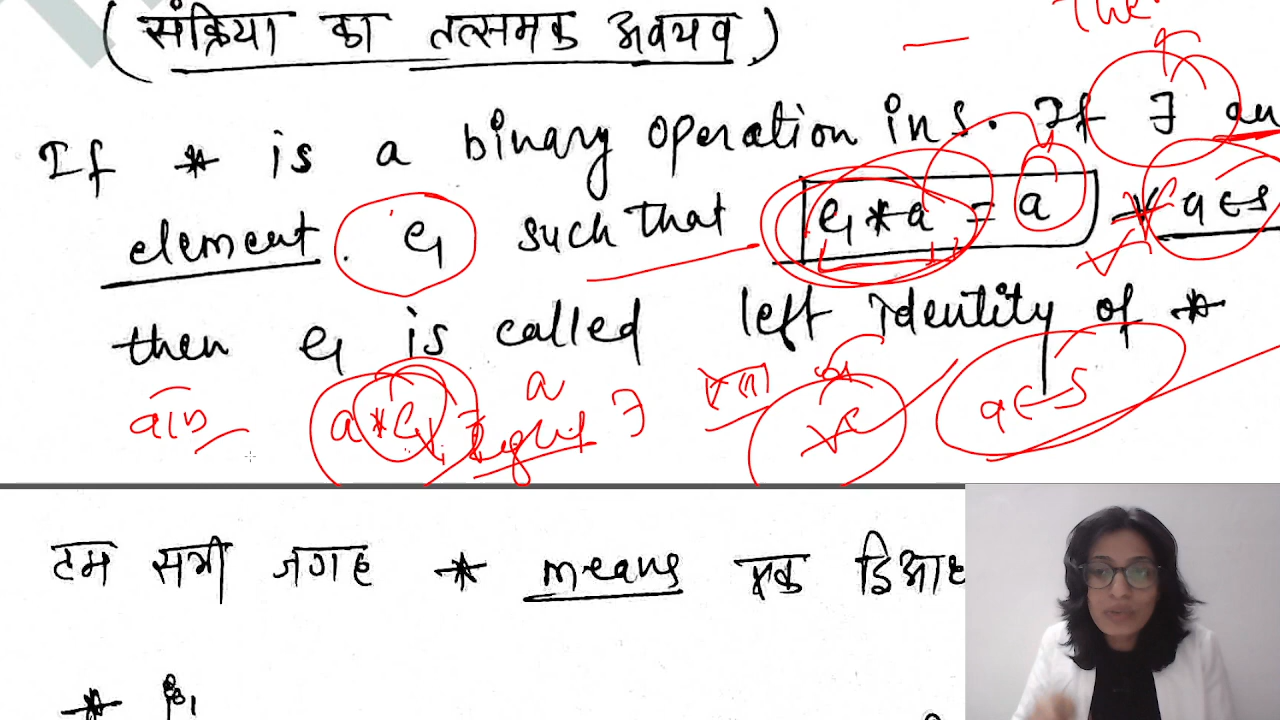 (संक्रिया का तत्समक अवयव)
The
If * is a binary operation in S. If ∃ an
element e₁ such that e₁ * a = a ∀ a ∈ S
then e₁ is called left identity of *
a * e₁ a
a ∈ S
हम सभी जगह * means एक
*